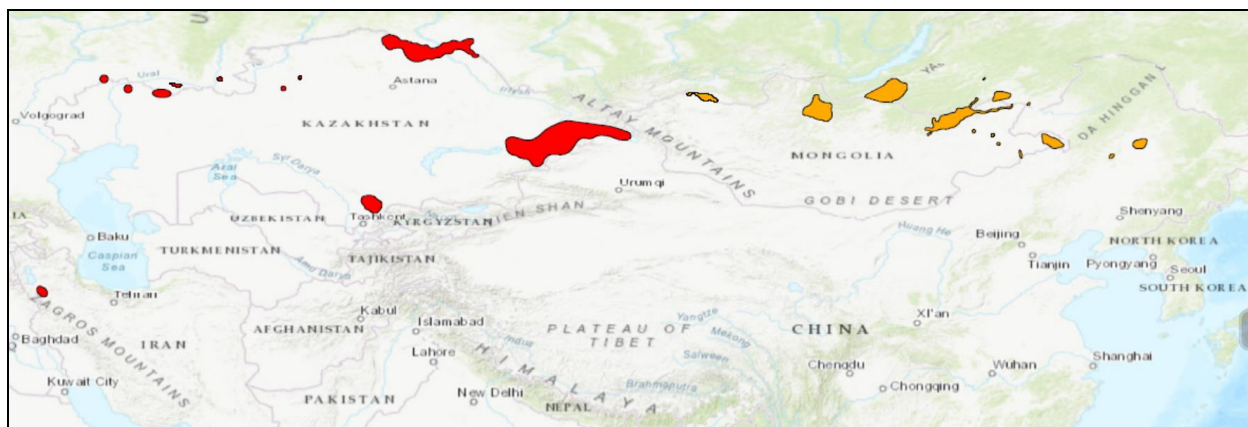 U
YA
Ural
Astana
Irtysh
Volgograd
ALTAY MOUNTAINS
DA HINGGAN L
KAZAKHSTAN
MONGOLIA
Aral
Sea
Syr Darya
Urumqi
GOBI DESERT
IA
UZBEKISTAN
Tashkent
KYRGYZSTAN
TIEN SHAN
Shenyang
Baku
TURKMENISTAN
Huang He
Beijing
NORTH KOREA
Caspian
Sea
Amu Darya
TAJIKISTAN
Tianjin
Pyongyang
Seoul
SOUTH KOREA
Tehran
ZAGROS MOUNTAINS
Kabul
Islamabad
AFGHANISTAN
Indus
PLATEAU OF
TIBET
Yangtze
Mekong
Salween
CHINA
XI'an
Baghdad
IRAN
Lahore
HIMALAYA
Shanghai
Wuhan
Chengdu
Chongqing
Kuwait City
PAKISTAN
New Delhi
NEPAL
Brahmaputra